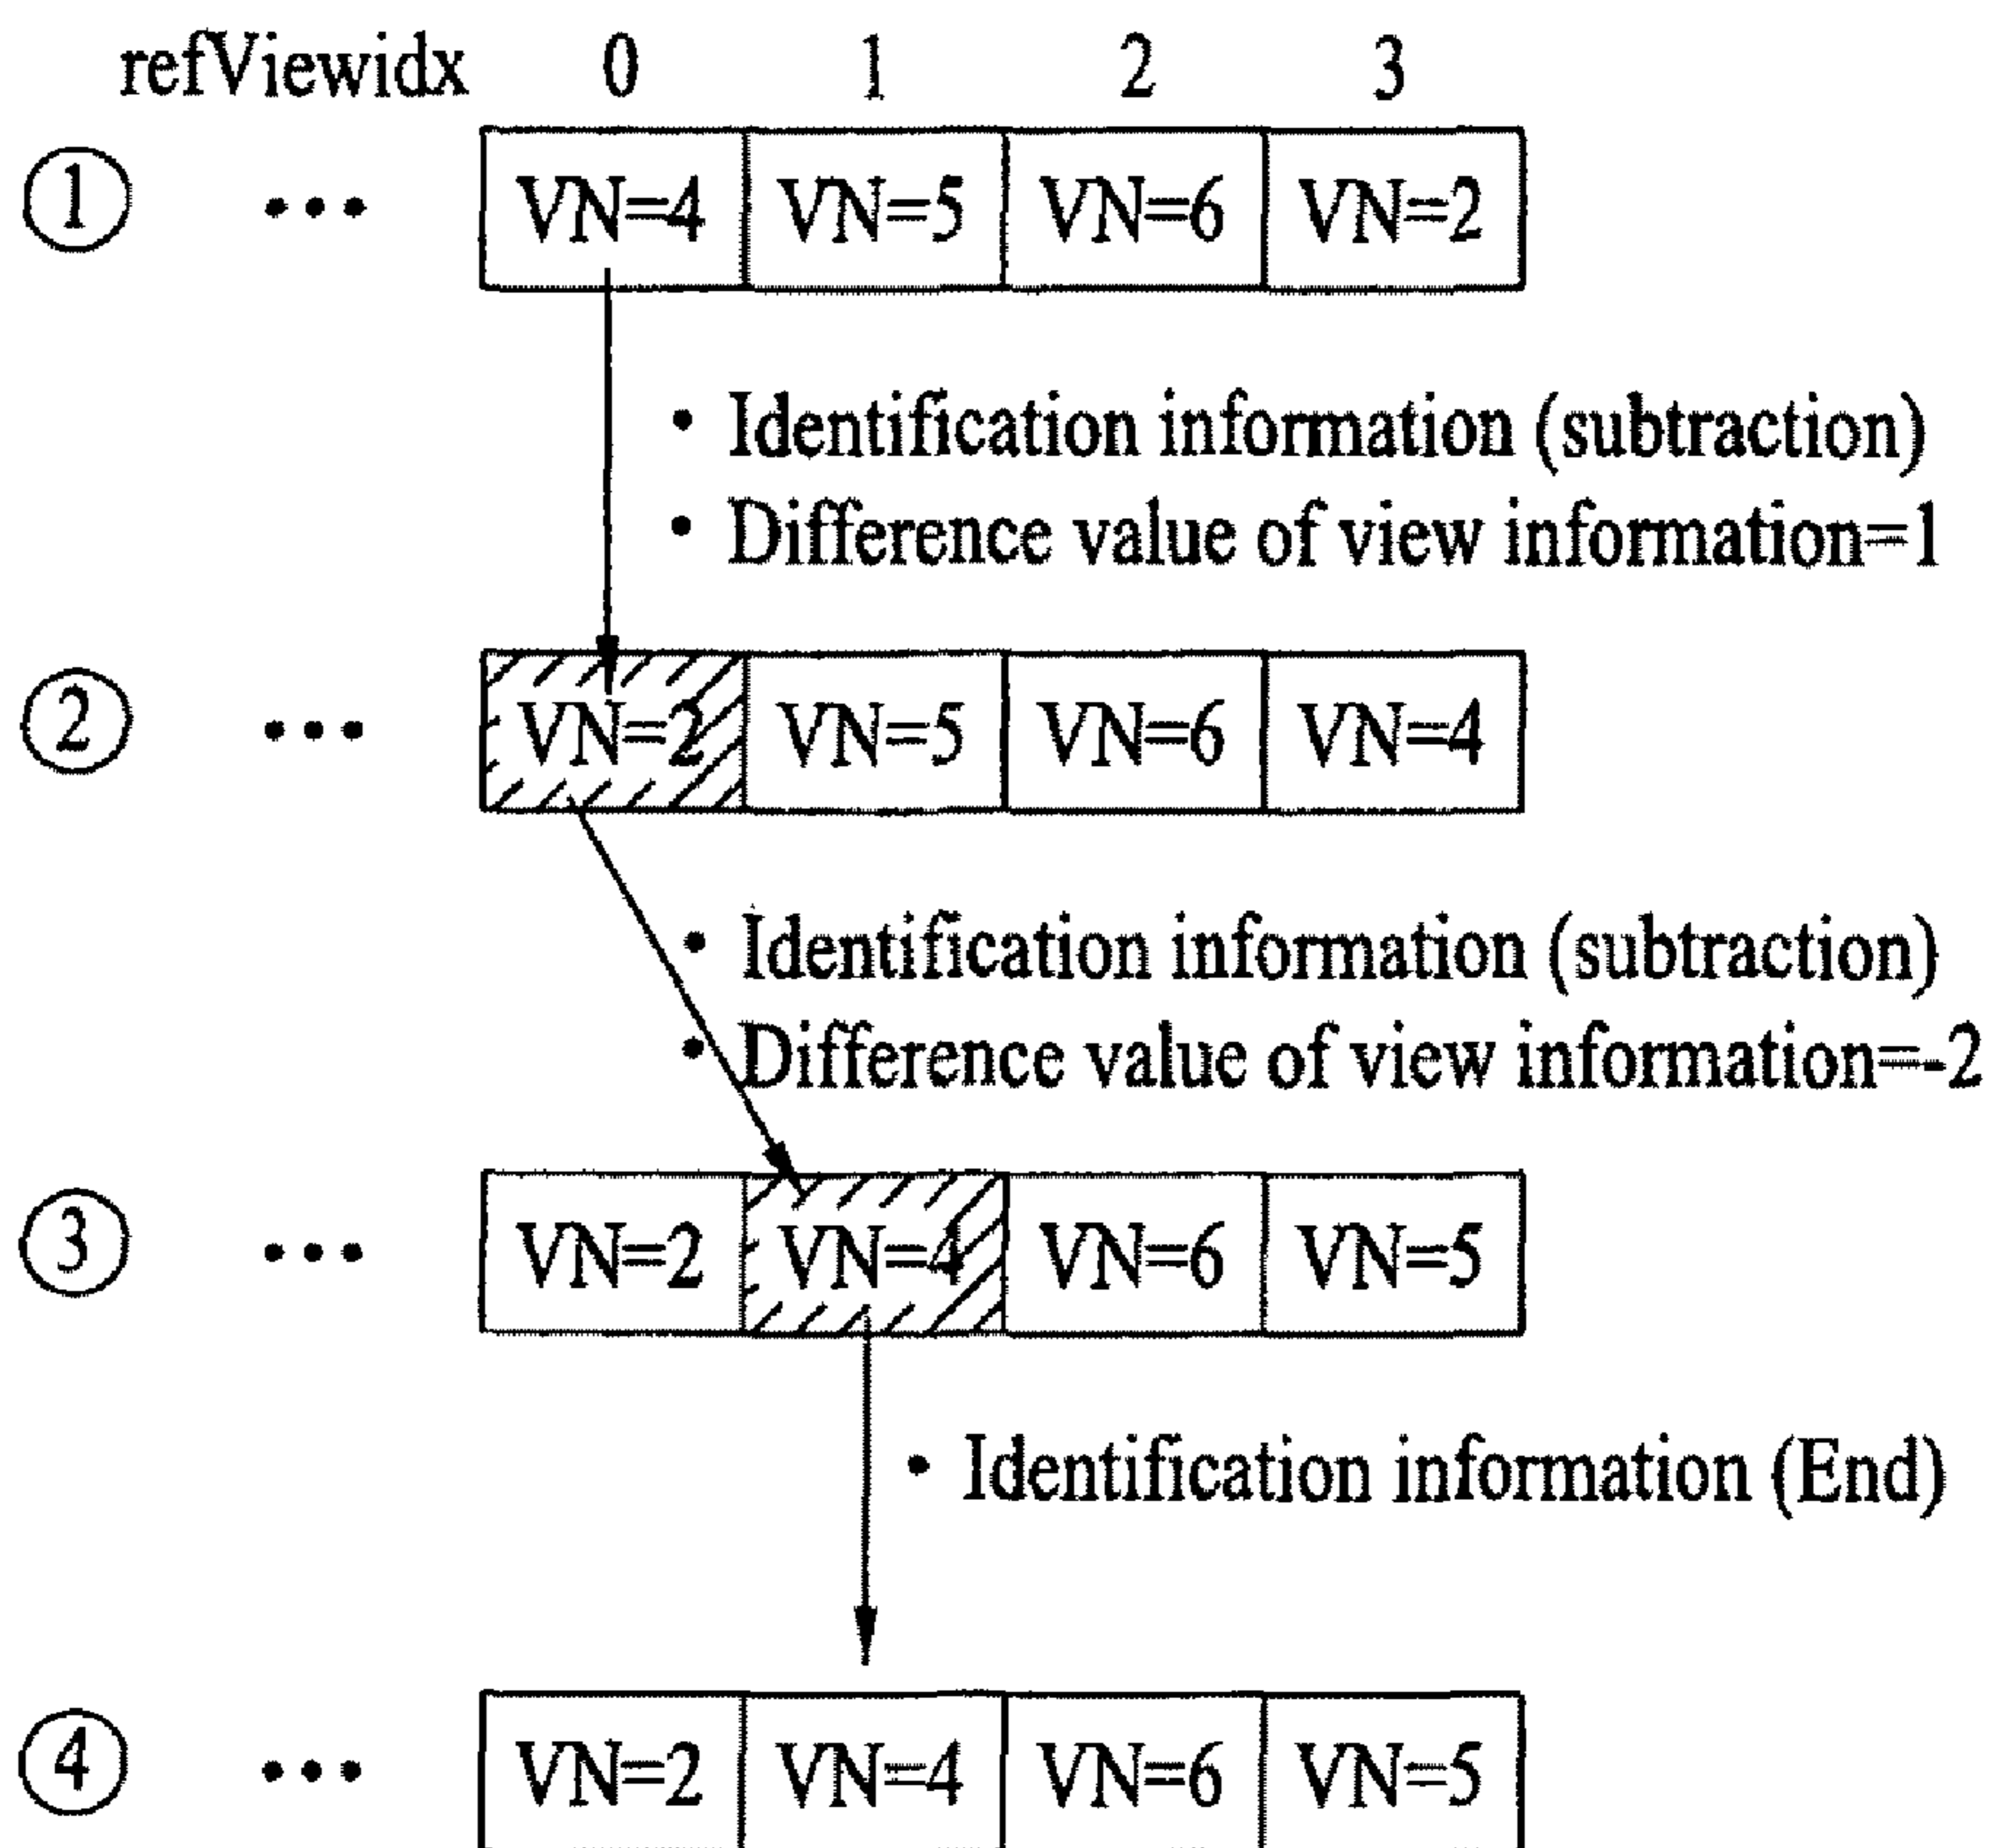 refViewidx 0 1 2 3
① ••• VN=4 VN=5 VN=6 VN=2
• Identification information (subtraction)
• Difference value of view information=1
② ••• VN=2 VN=5 VN=6 VN=4
• Identification information (subtraction)
• Difference value of view information=-2
③ ••• VN=2 VN=4 VN=6 VN=5
• Identification information (End)
④ ••• VN=2 VN=4 VN=6 VN=5